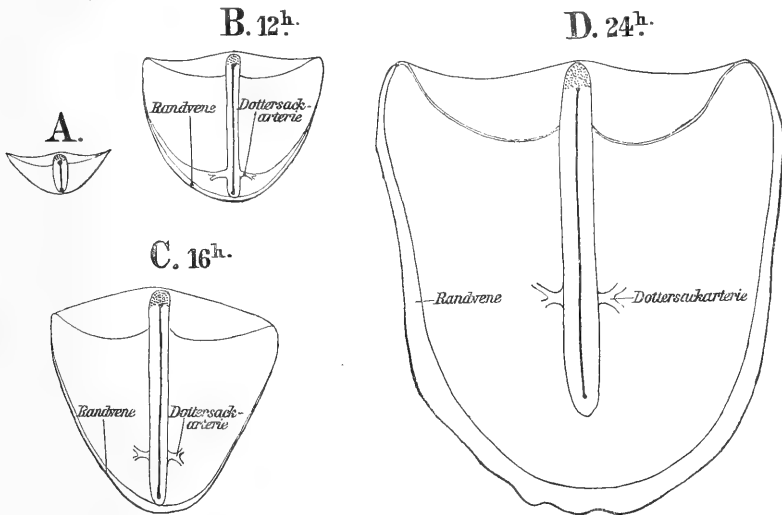 A.
B. 12h.
Randvene
Dottersack-
arterie
C. 16h.
Randvene
Dottersack-
arterie
D. 24h.
Randvene
Dottersackarterie